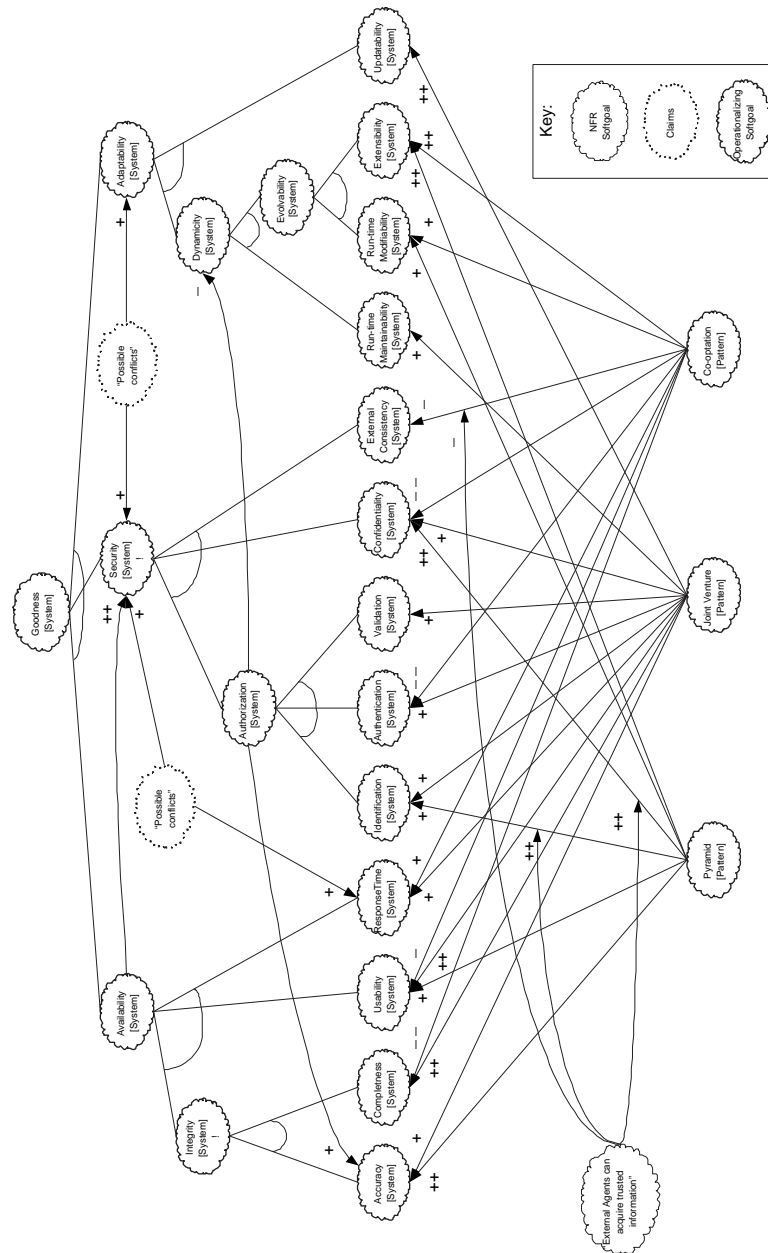 Goodness
[System]
Availability
[System]
Security
[System]
!
"Possible
conflicts"
Adaptability
[System]
Integrity
[System]
!
"Possible
conflicts"
Authorization
[System]
Dynamicity
[System]
Evolvability
[System]
Accuracy
[System]
Completness
[System]
Usability
[System]
ResponseTime
[System]
Identification
[System]
Authentication
[System]
Validation
[System]
Confidentiality
[System]
External
Consistency
[System]
Run-time
Maintainability
[System]
Run-time
Modifiability
[System]
Extensibility
[System]
Updatability
[System]
++
+
+
+
+
+
–
++
+
++
– –
+
++
–
+
+
+
+
+
– –
+
++
+
– –
–
–
+
+
+
++
++
++
++
++
"External Agents can
acquire trusted
information"
Pyramid
[Pattern]
Joint Venture
[Pattern]
Co-optation
[Pattern]
Key:
NFR
Softgoal
Claims
Operationalizing
Softgoal